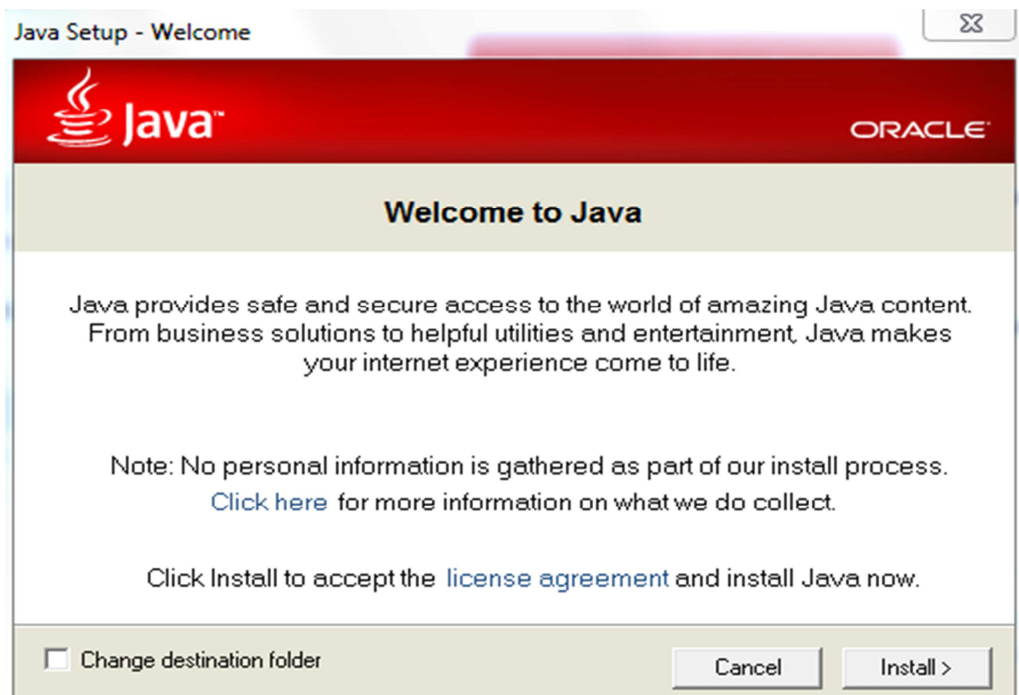 Java Setup - Welcome
Java™
ORACLE
Welcome to Java
Java provides safe and secure access to the world of amazing Java content.
From business solutions to helpful utilities and entertainment, Java makes
your internet experience come to life.
Note: No personal information is gathered as part of our install process.
Click here for more information on what we do collect.
Click Install to accept the license agreement and install Java now.
Change destination folder
Cancel
Install >